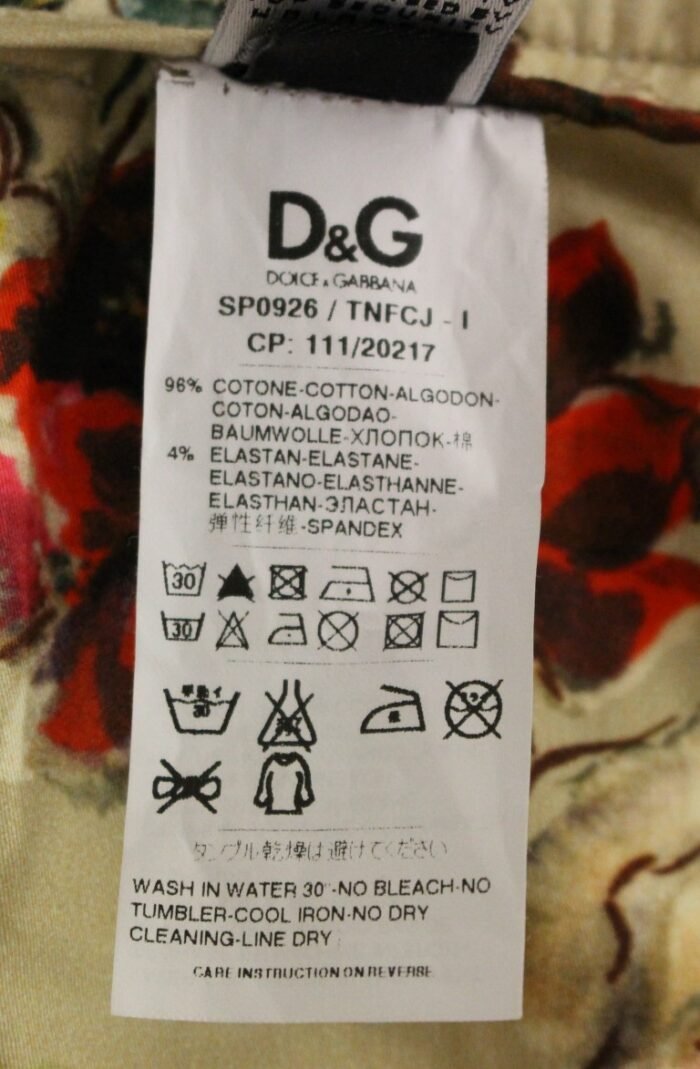 D&G
DOLCE & GABBANA
SP0926 / TNFCJ - I
CP: 111/20217
96% COTONE-COTTON-ALGODON-
COTON-ALGODAO-
BAUMWOLLE-ХЛОПОК-棉
4% ELASTAN-ELASTANE-
ELASTANO-ELASTHANNE-
ELASTHAN-ЭЛАСТАН-
弹性纤维-SPANDEX
30
30
30
タンブル乾燥は避けてください
WASH IN WATER 30°-NO BLEACH-NO
TUMBLER-COOL IRON-NO DRY
CLEANING-LINE DRY
CARE INSTRUCTION ON REVERSE